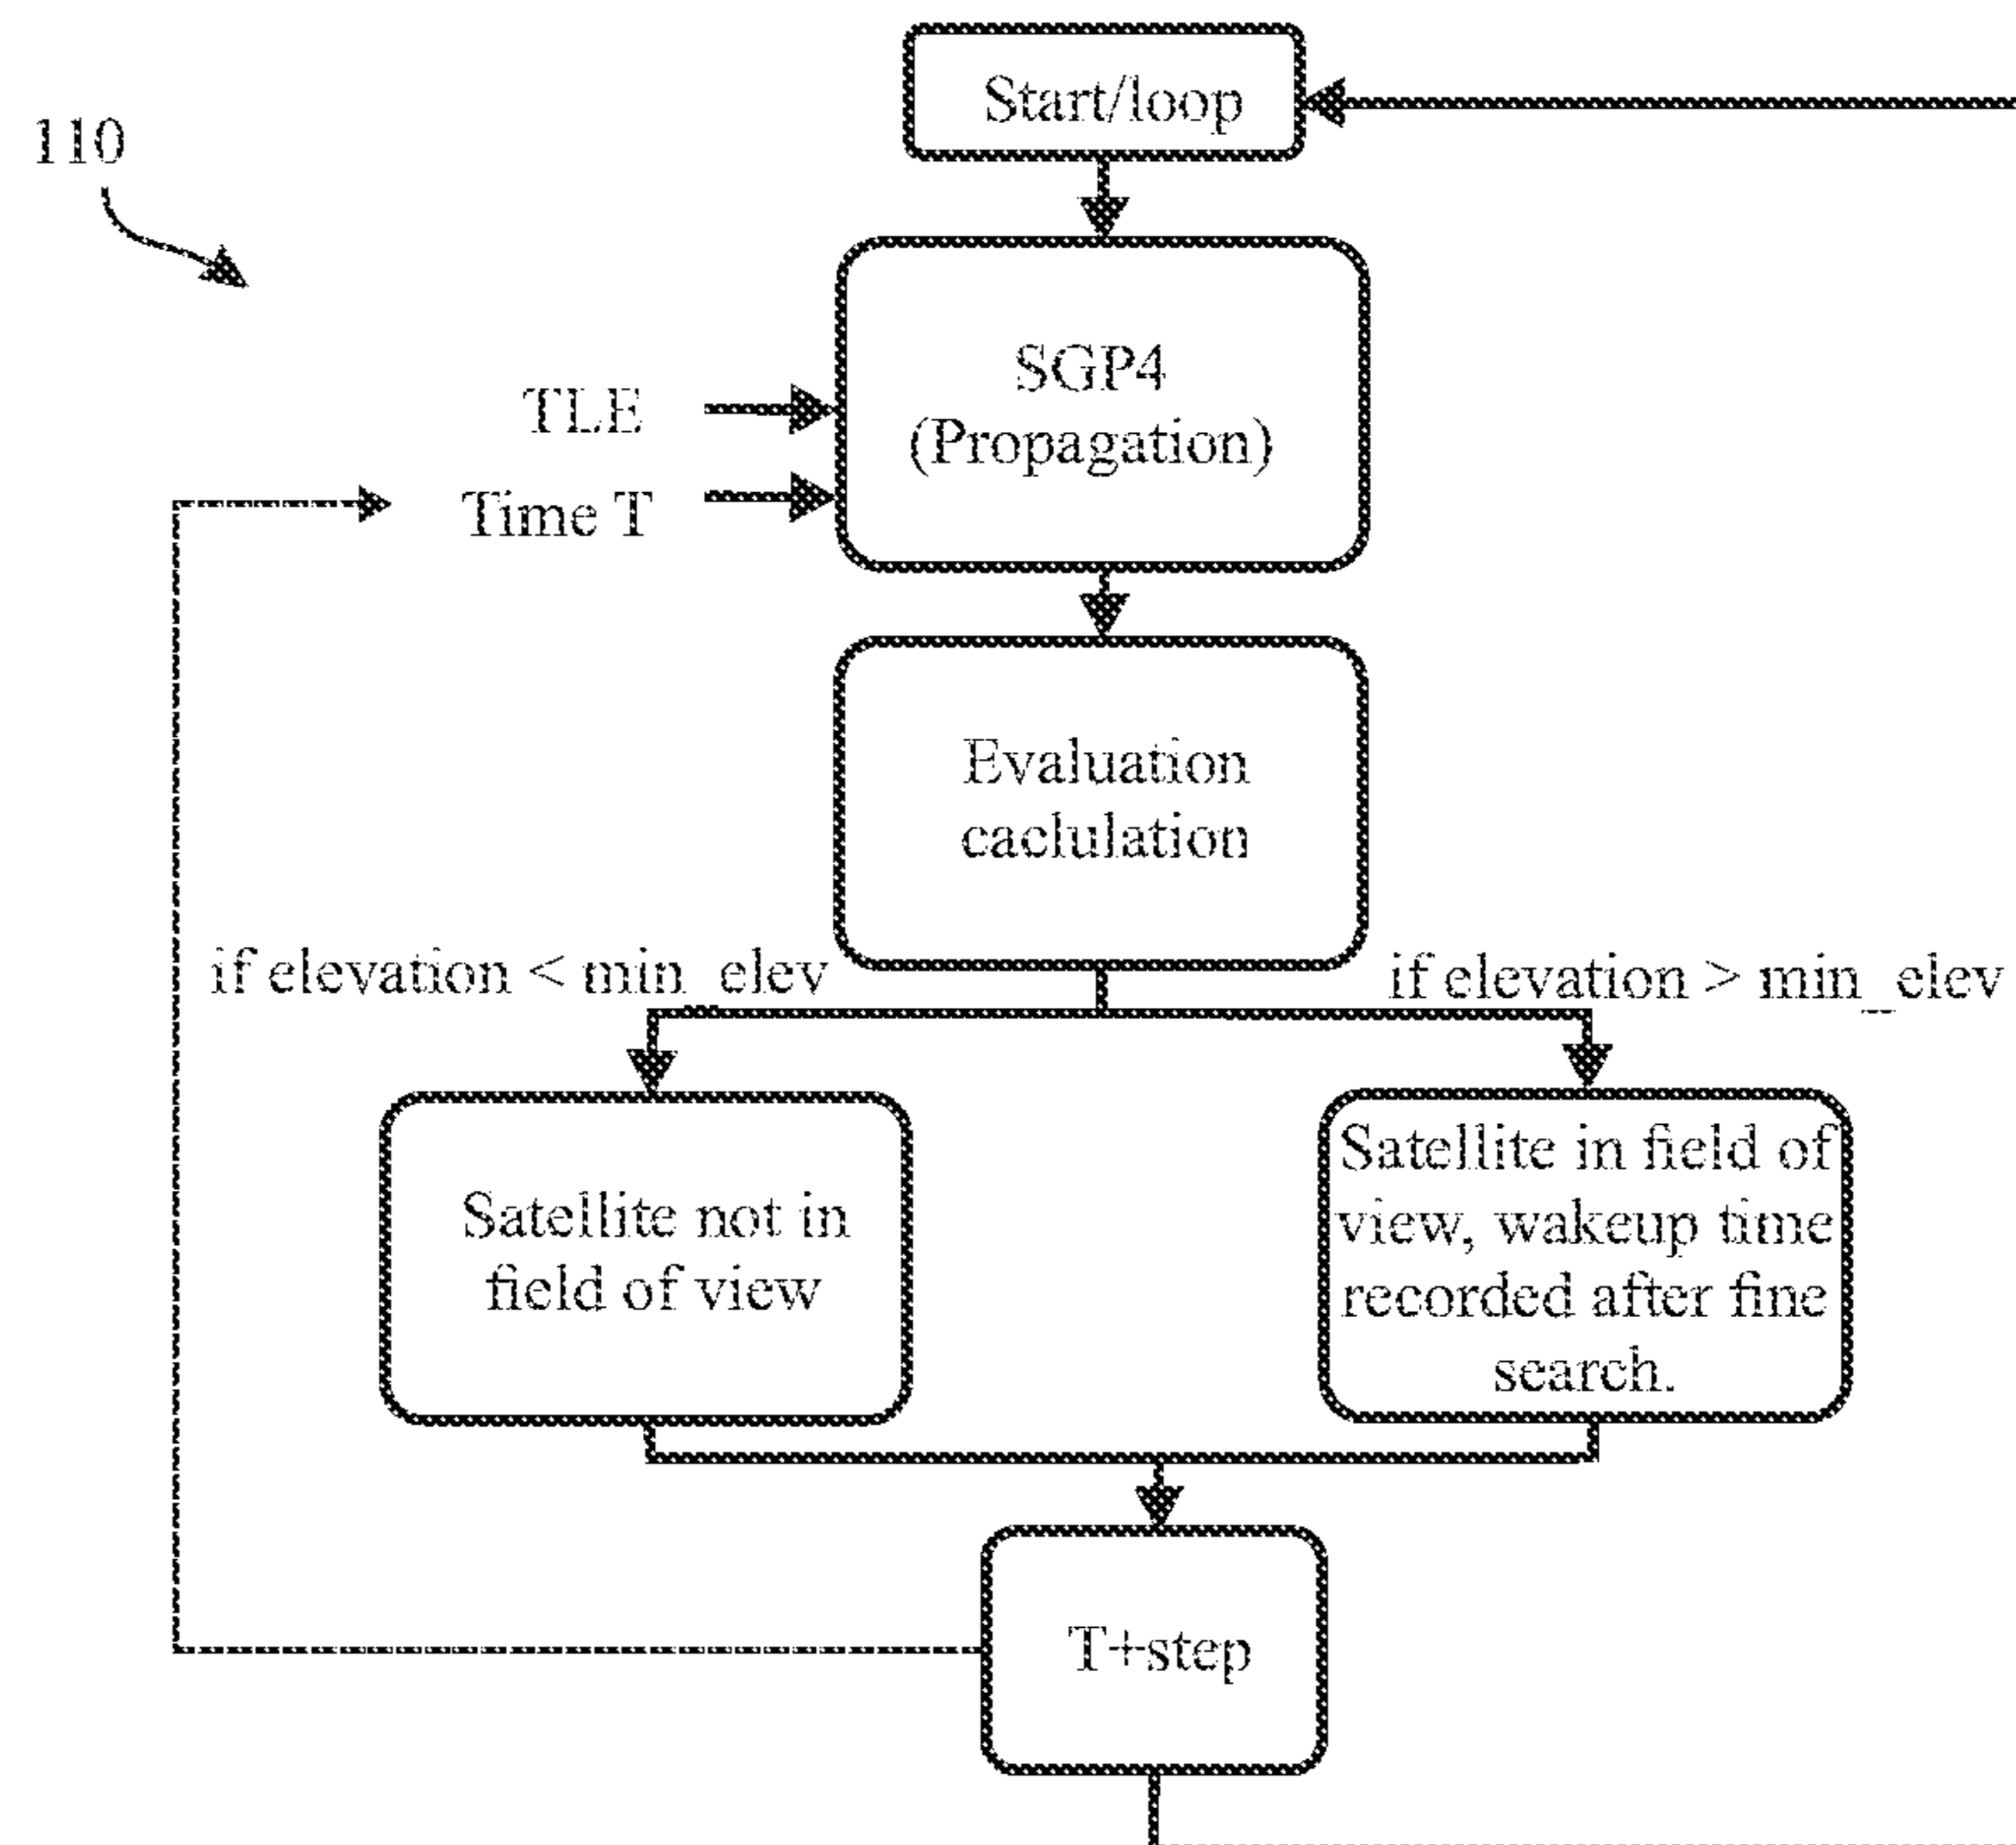 Start/loop
110
SGP4
(Propagation)
TLE
Time T
Evaluation
caclulation
if elevation < min_elev
if elevation > min_elev
Satellite not in
field of view
Satellite in field of
view, wakeup time
recorded after fine
search.
T+step